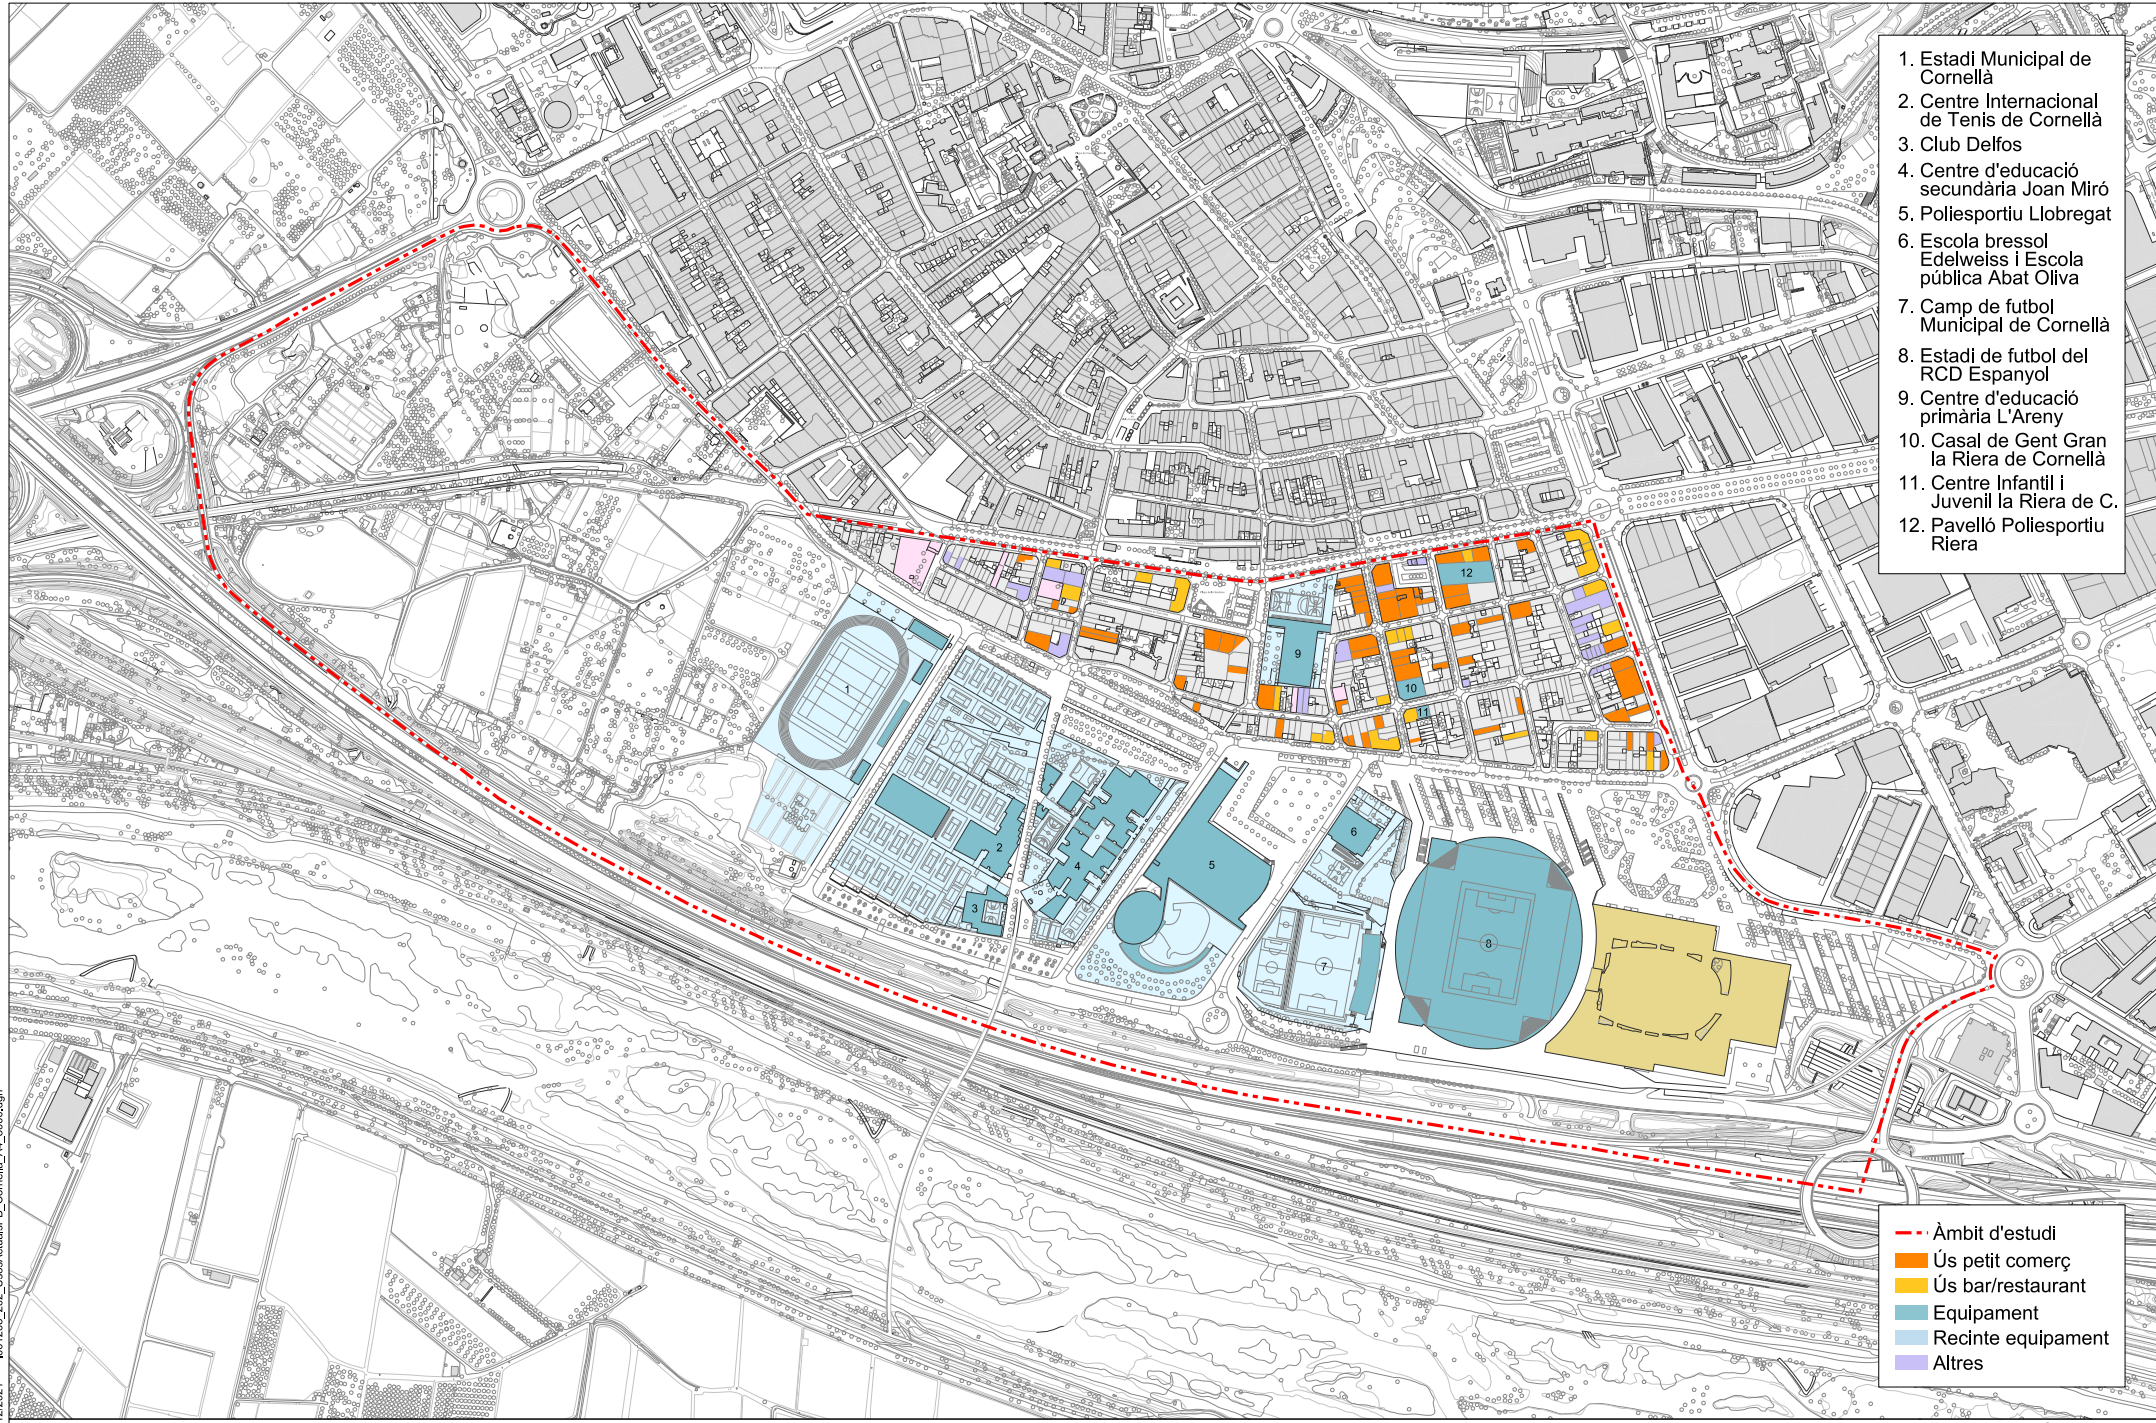 1. Estadi Municipal de
Cornellà
2. Centre Internacional
de Tenis de Cornellà
3. Club Delfos
4. Centre d'educació
secundària Joan Miró
5. Poliesportiu Llobregat
6. Escola bressol
Edelweiss i Escola
pública Abat Oliva
7. Camp de futbol
Municipal de Cornellà
8. Estadi de futbol del
RCD Espanyol
9. Centre d'educació
primària L'Areny
10. Casal de Gent Gran
la Riera de Cornellà
11. Centre Infantil i
Juvenil la Riera de C.
12. Pavelló Poliesportiu
Riera
12
9
10
11
1
2
3
4
5
6
7
8
Àmbit d'estudi
Ús petit comerç
Ús bar/restaurant
Equipament
Recinte equipament
Altres